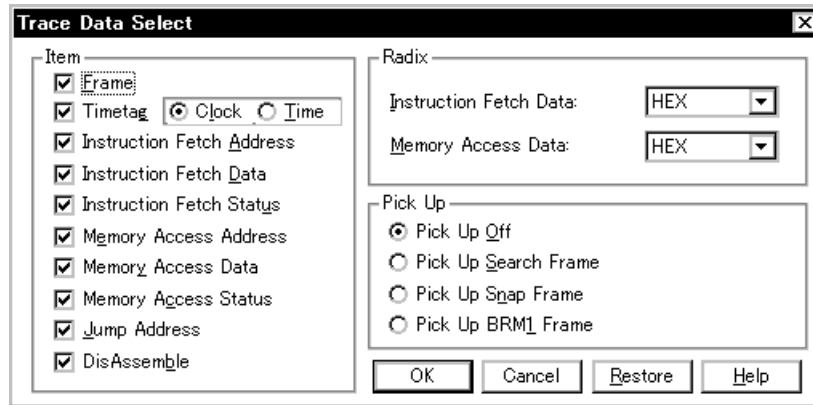 Trace Data Select
Item
Frame
Timetag Clock Time
Instruction Fetch Address
Instruction Fetch Data
Instruction Fetch Status
Memory Access Address
Memory Access Data
Memory Access Status
Jump Address
DisAssemble
Radix
Instruction Fetch Data: HEX
Memory Access Data: HEX
Pick Up
Pick Up Off
Pick Up Search Frame
Pick Up Snap Frame
Pick Up BRM1 Frame
OK Cancel Restore Help